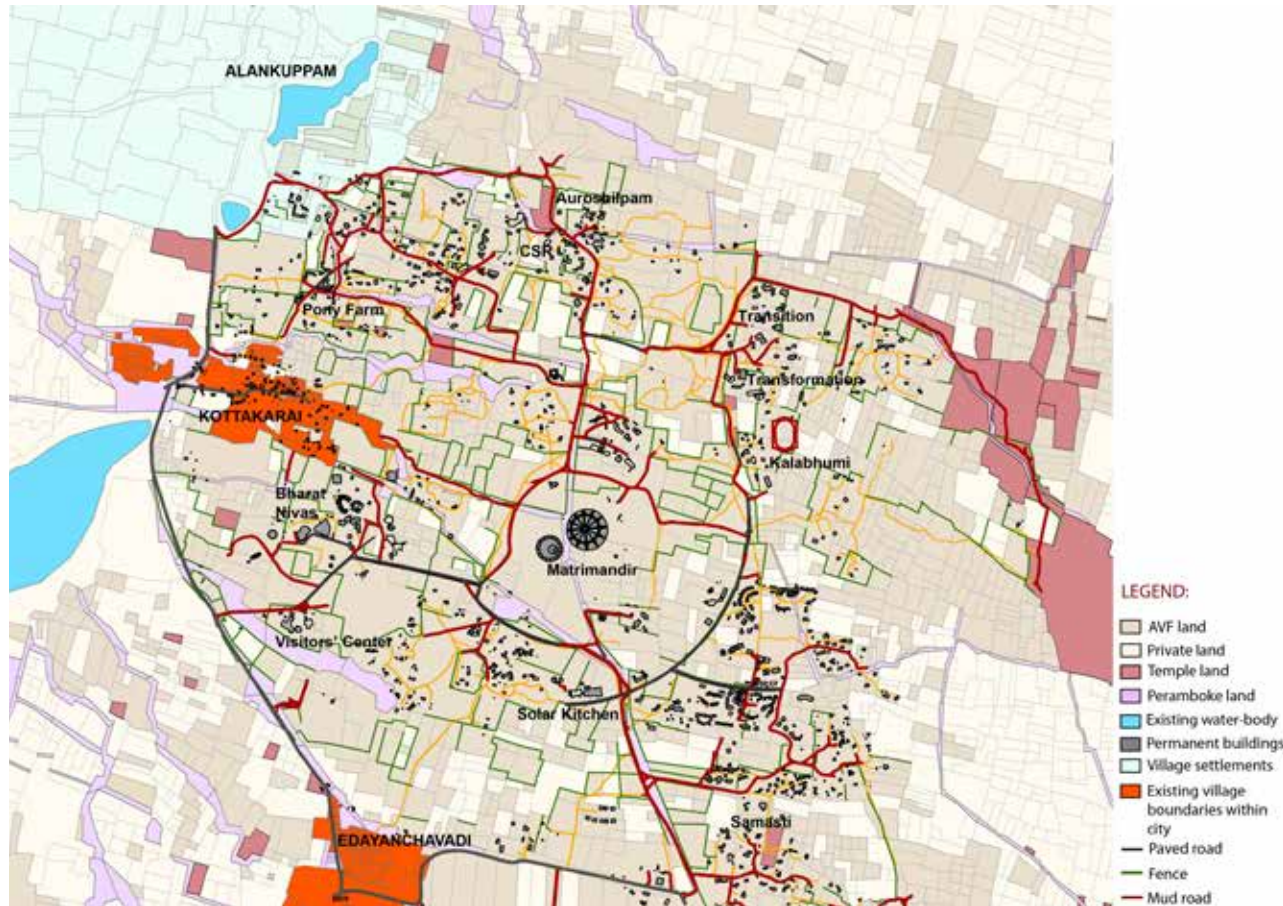 ALANKUPPAM
Auroshilpam
CSR
Pony Farm
Transition
Transformation
KOTTAKARAI
Kalabhumi
Bharat
Nivas
Matrimandir
Visitors' Center
Solar Kitchen
Samasti
EDAYANCHAVADI
LEGEND:
AVF land
Private land
Temple land
Peramboke land
Existing water-body
Permanent buildings
Village settlements
Existing village
boundaries within
city
Paved road
Fence
Mud road